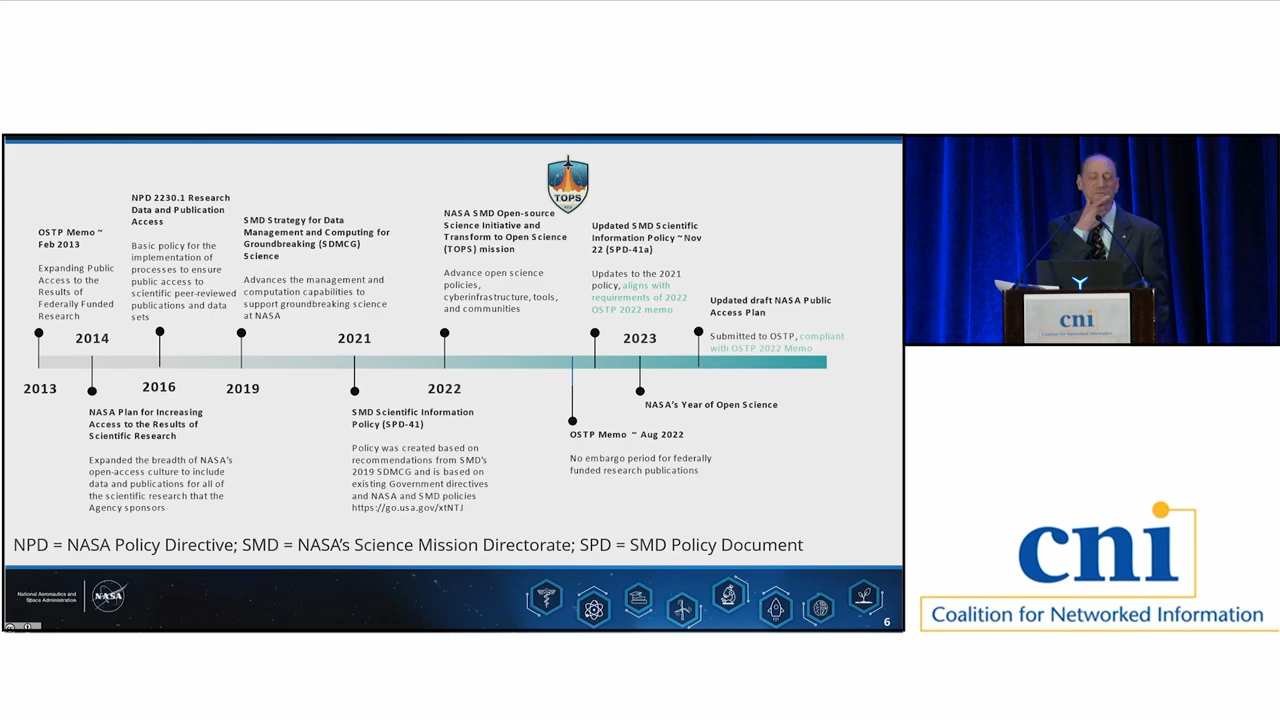 TOPS
OSTP Memo ~
Feb 2013
Expanding Public
Access to the
Results of
Federally Funded
Research
NPD 2230.1 Research
Data and Publication
Access
Basic policy for the
implementation of
processes to ensure
public access to
scientific peer-reviewed
publications and data
sets
SMD Strategy for Data
Management and Computing for
Groundbreaking (SDMCG)
Science
Advances the management and
computation capabilities to
support groundbreaking science
at NASA
NASA SMD Open-source
Science Initiative and
Transform to Open Science
(TOPS) mission
Advance open science
policies,
cyberinfrastructure, tools,
and communities
Updated SMD Scientific
Information Policy ~ Nov
22 (SPD-41a)
Updates to the 2021
policy, aligns with
requirements of 2022
OSTP 2022 memo
Updated draft NASA Public
Access Plan
Submitted to OSTP, compliant
with OSTP 2022 Memo
2014
2021
2023
2013
2016
2019
2022
NASA Plan for Increasing
Access to the Results of
Scientific Research
Expanded the breadth of NASA's
open-access culture to include
data and publications for all of
the scientific research that the
Agency sponsors
SMD Scientific Information
Policy (SPD-41)
Policy was created based on
recommendations from SMD's
2019 SDMCG and is based on
existing Government directives
and NASA and SMD policies
https://go.usa.gov/xtNTJ
OSTP Memo ~ Aug 2022
No embargo period for federally
funded research publications
NASA's Year of Open Science
NPD = NASA Policy Directive; SMD = NASA's Science Mission Directorate; SPD = SMD Policy Document
National Aeronautics and
Space Administration
NASA
6
cni
Coalition for Networked Information
cni
Coalition for Networked Information